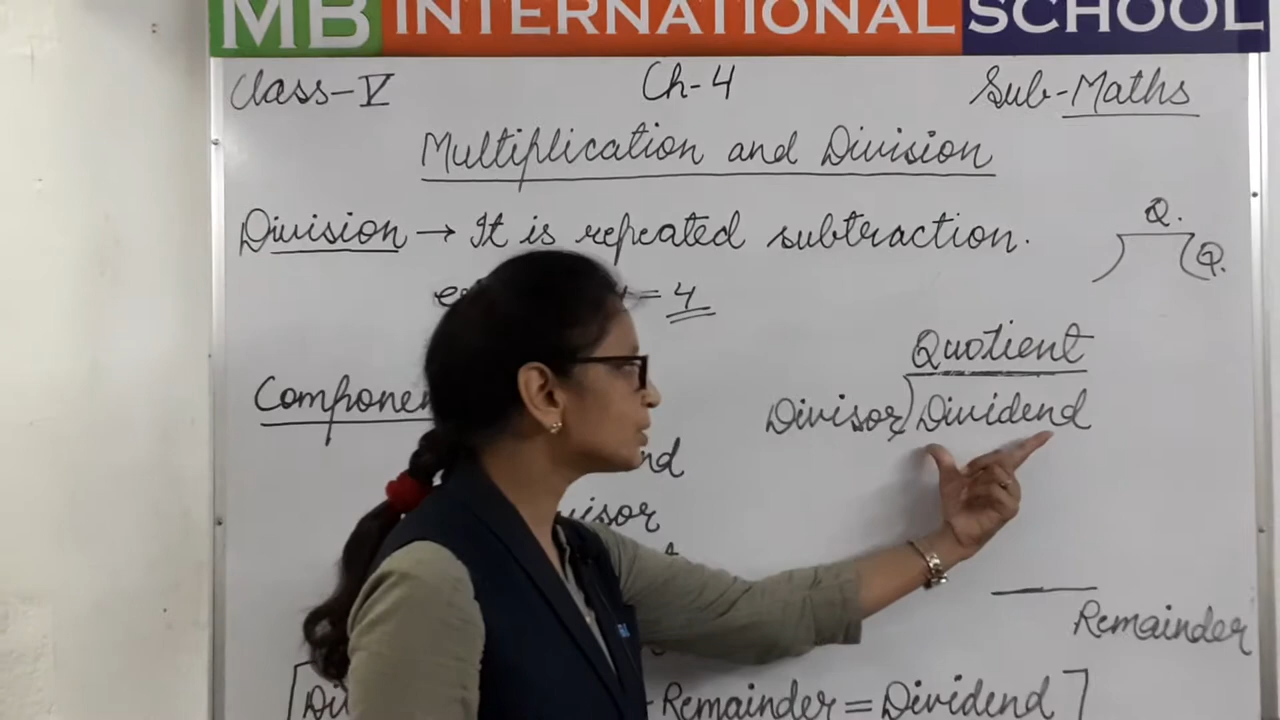 MB INTERNATIONAL SCHOOL
Class-V Ch-4 Sub-Maths
Multiplication and Division
Division → It is repeated subtraction.
Q.
Q.
= 4
Quotient
Divisor) Dividend
Remainder
Remainder = Dividend]